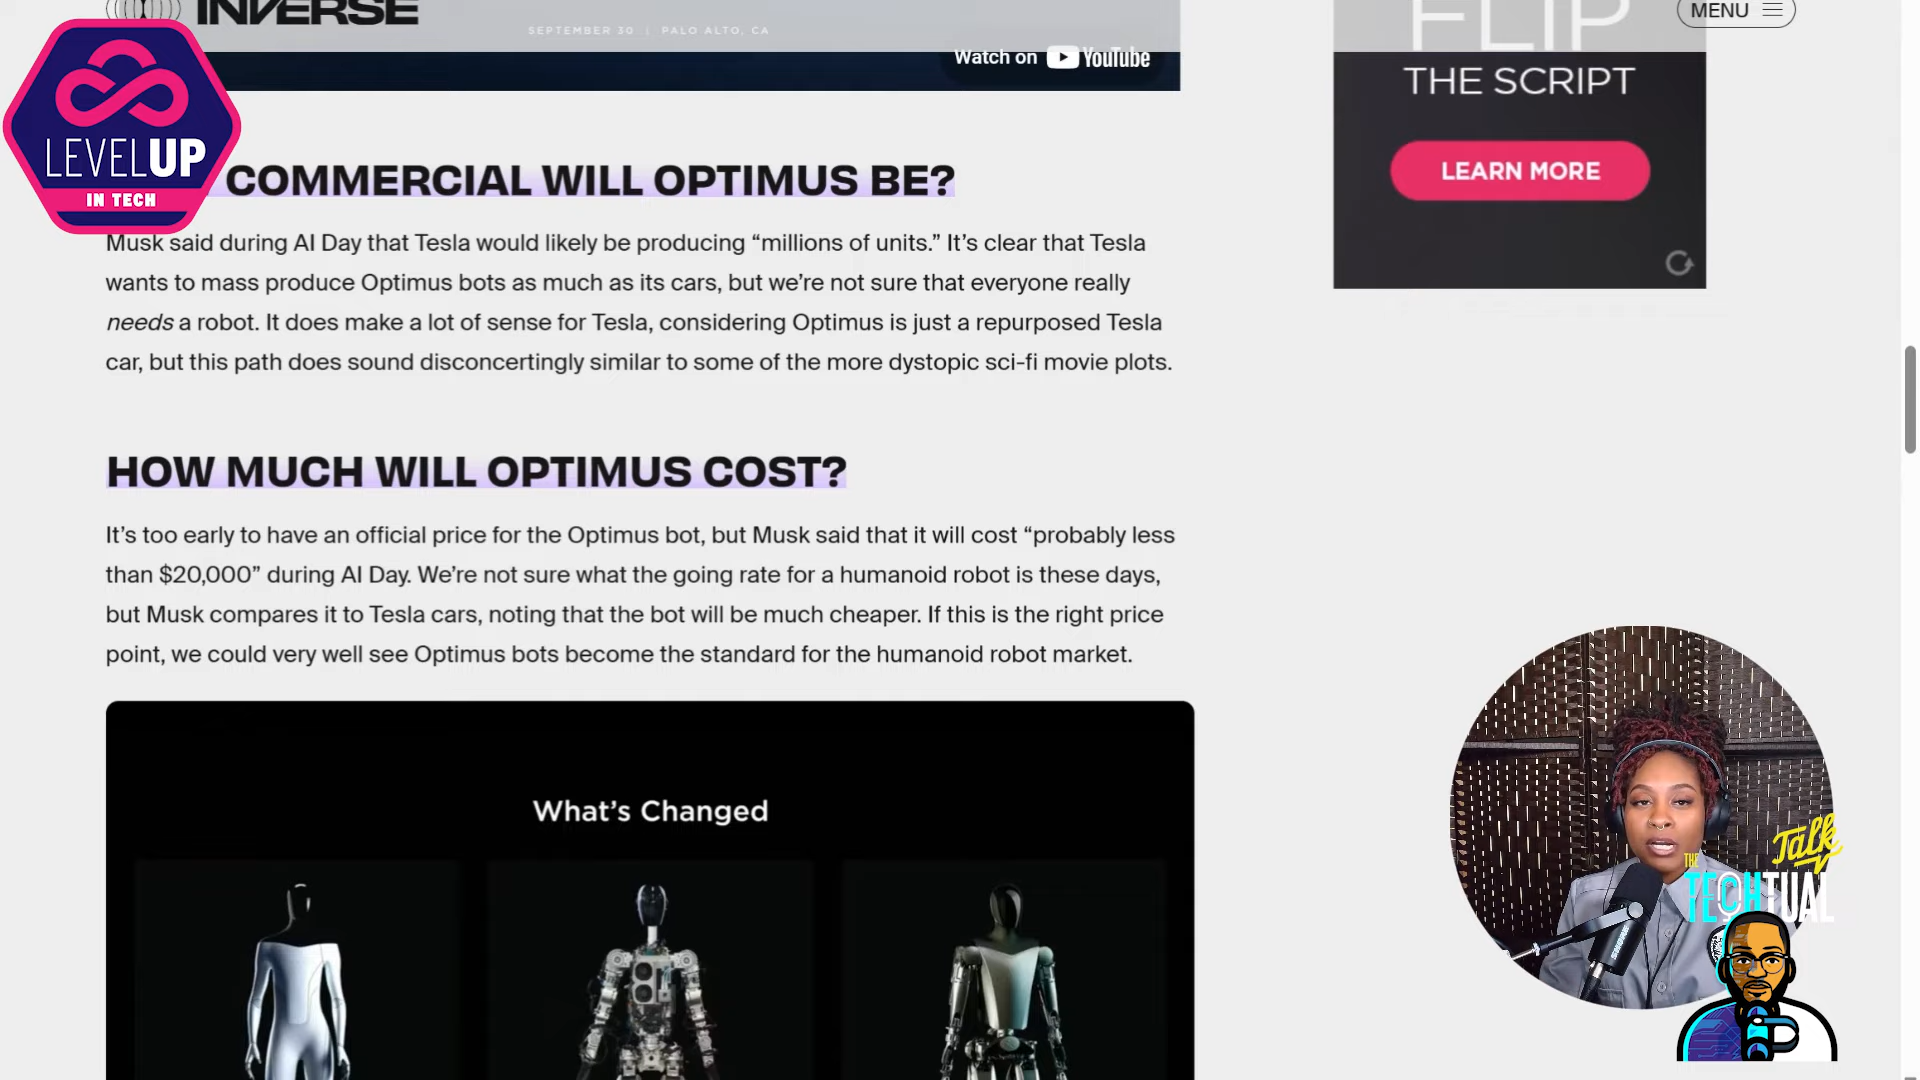 INVERSE
SEPTEMBER 30 | PALO ALTO, CA
Watch on YouTube
FLIP
THE SCRIPT
LEARN MORE
MENU
LEVELUP
IN TECH
COMMERCIAL WILL OPTIMUS BE?
Musk said during AI Day that Tesla would likely be producing “millions of units.” It’s clear that Tesla
wants to mass produce Optimus bots as much as its cars, but we’re not sure that everyone really
needs a robot. It does make a lot of sense for Tesla, considering Optimus is just a repurposed Tesla
car, but this path does sound disconcertingly similar to some of the more dystopic sci-fi movie plots.
HOW MUCH WILL OPTIMUS COST?
It’s too early to have an official price for the Optimus bot, but Musk said that it will cost “probably less
than $20,000” during AI Day. We’re not sure what the going rate for a humanoid robot is these days,
but Musk compares it to Tesla cars, noting that the bot will be much cheaper. If this is the right price
point, we could very well see Optimus bots become the standard for the humanoid robot market.
What’s Changed
THE
Talk
TECHTUAL
SHURE